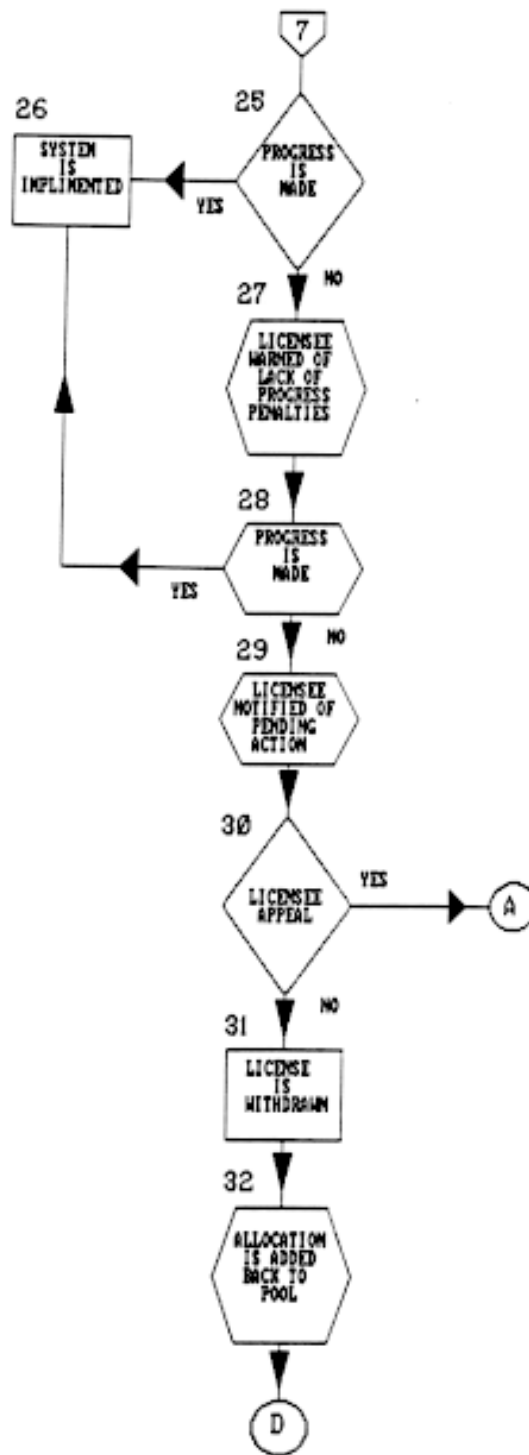 7
25
26
PROGRESS
IS
MADE
SYSTEM
IS
IMPLIMENTED
YES
NO
27
LICENSEE
WARNED OF
LACK OF
PROGRESS
PENALTIES
28
PROGRESS
IS
MADE
YES
NO
29
LICENSEE
NOTIFIED OF
PENDING
ACTION
30
LICENSEE
APPEAL
YES
A
NO
31
LICENSE
IS
WITHDRAWN
32
ALLOCATION
IS ADDED
BACK TO
POOL
D